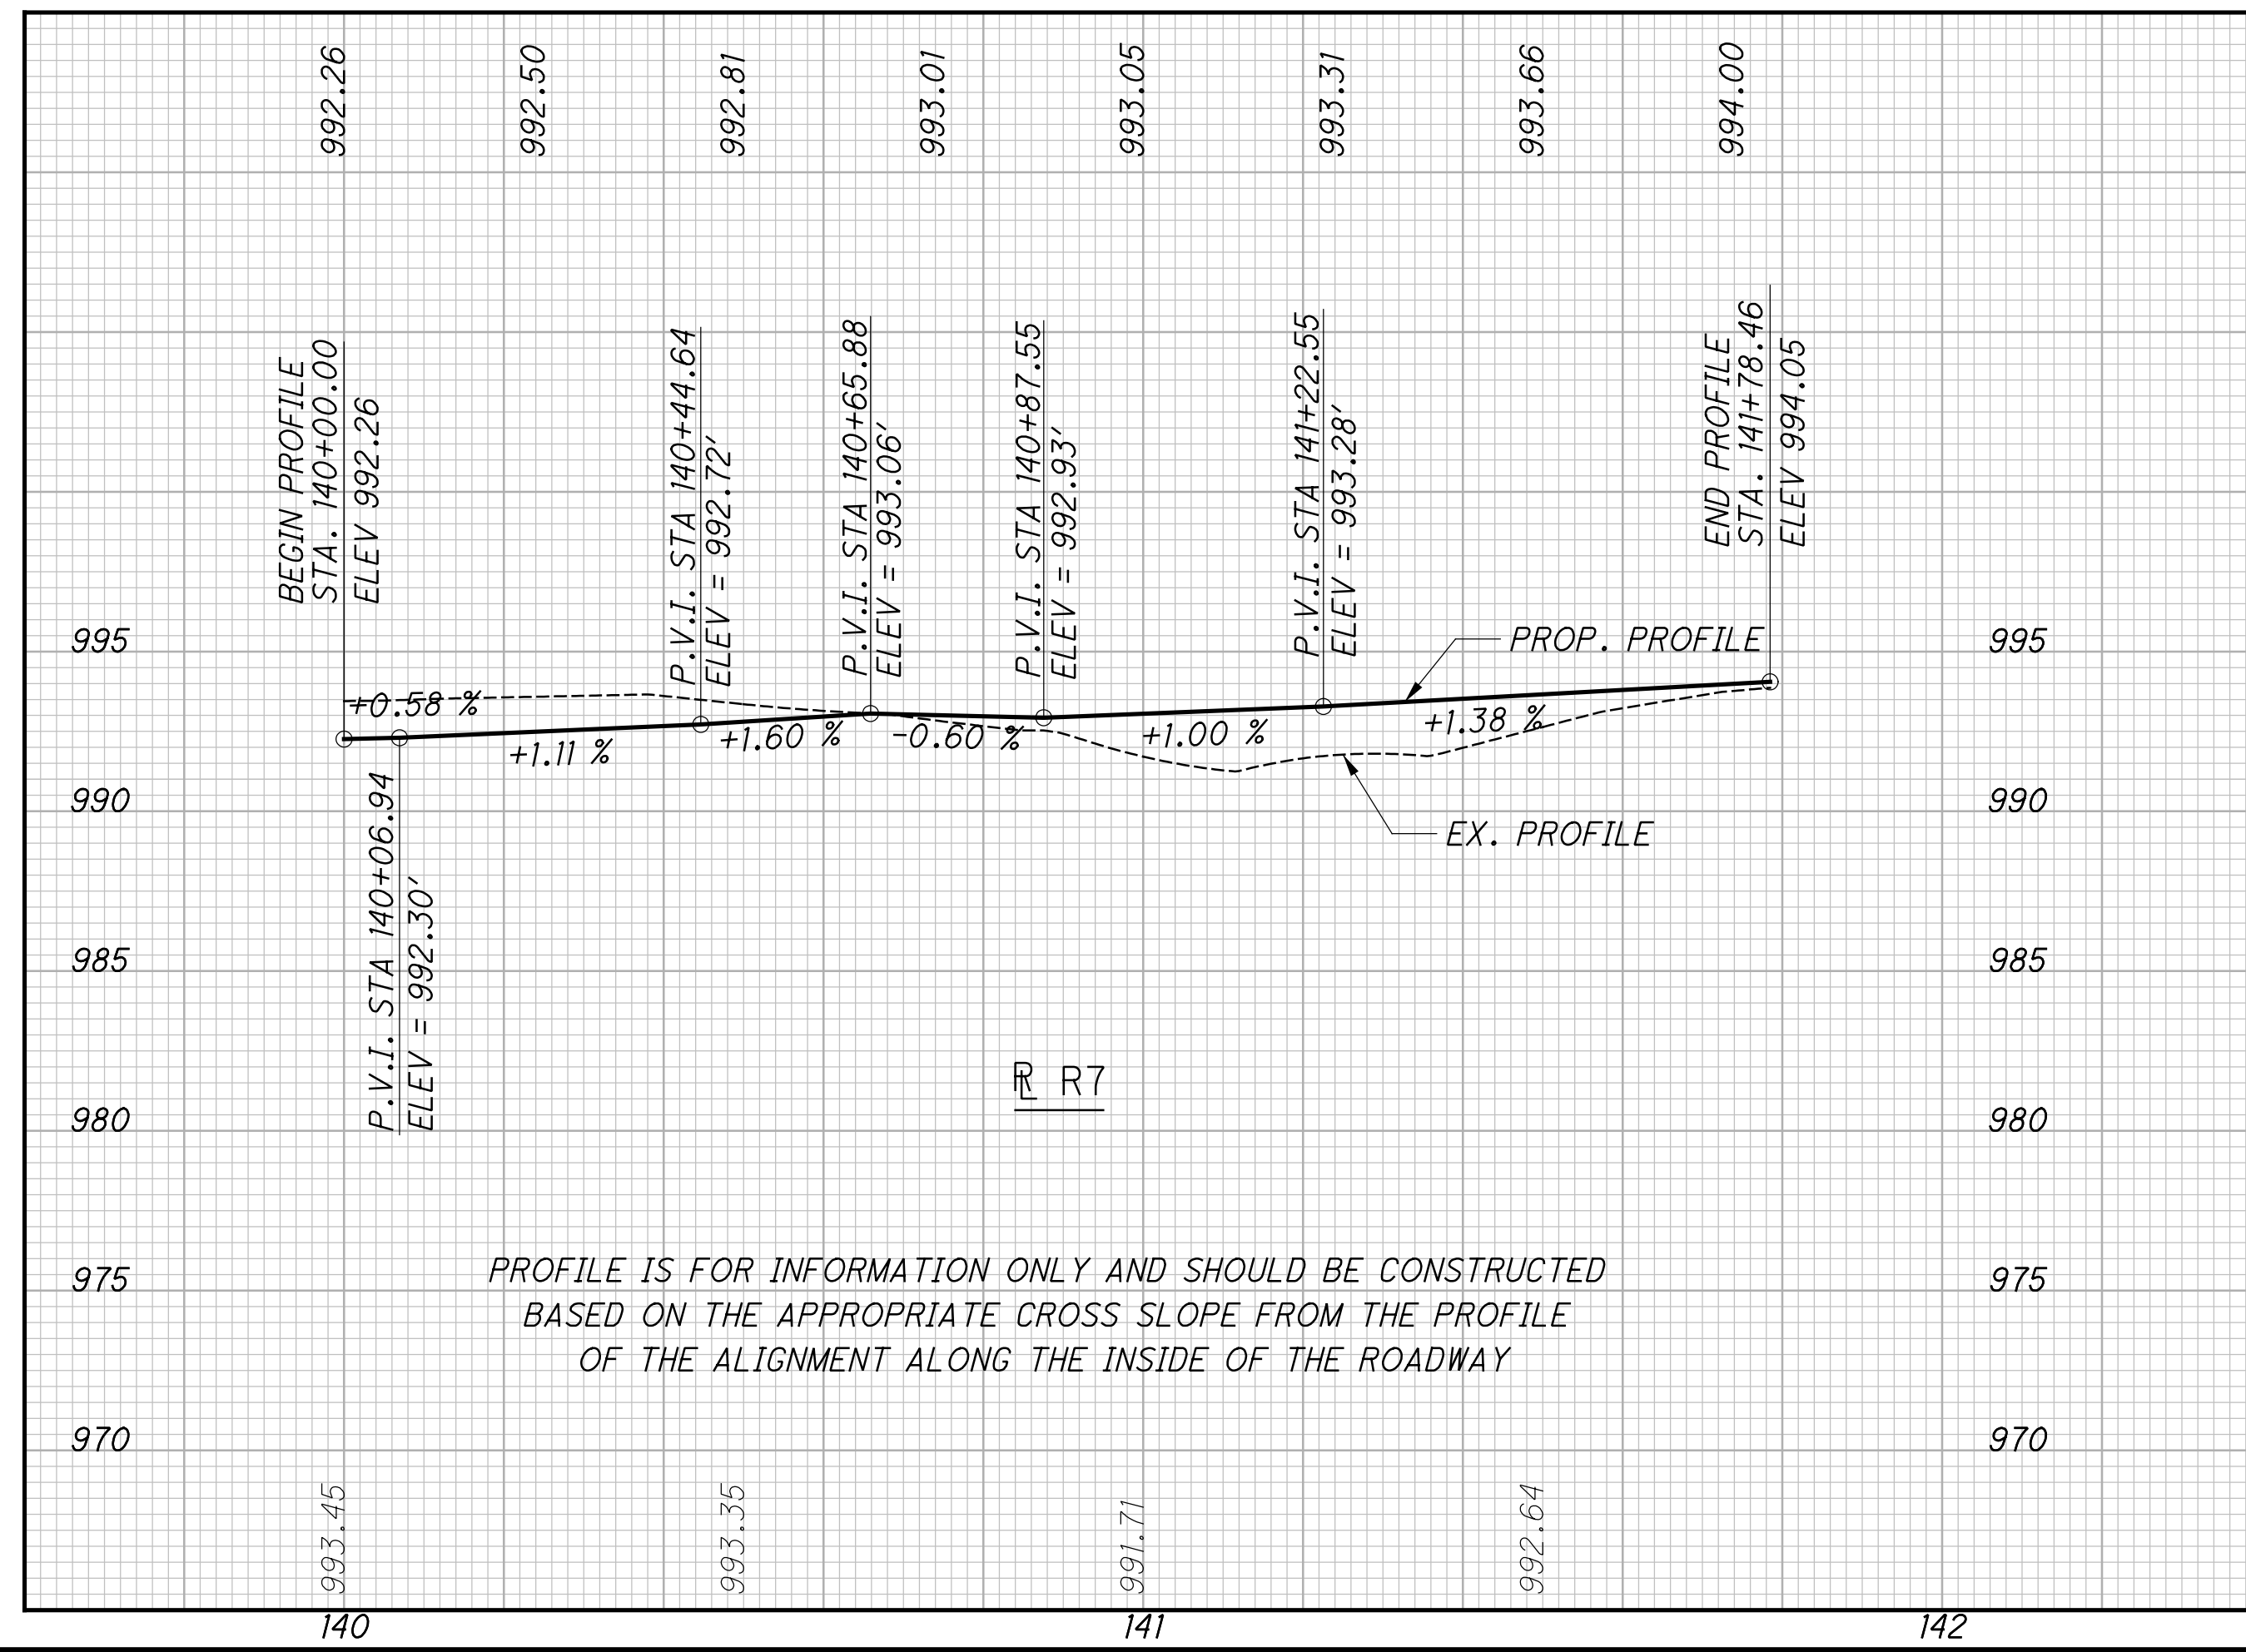 992.26
992.50
992.81
993.01
993.05
993.31
993.66
994.00
BEGIN PROFILE
STA. 140+00.00
ELEV 992.26
P.V.I. STA 140+44.64
ELEV = 992.72'
P.V.I. STA 140+65.88
ELEV = 993.06'
P.V.I. STA 140+87.55
ELEV = 992.93'
P.V.I. STA 141+22.55
ELEV = 993.28'
END PROFILE
STA. 141+78.46
ELEV 994.05
995
PROP. PROFILE
995
+0.58 %
+1.11 %
+1.60 %
-0.60 %
+1.00 %
+1.38 %
990
990
EX. PROFILE
P.V.I. STA 140+06.94
ELEV = 992.30'
985
985
R7
980
980
PROFILE IS FOR INFORMATION ONLY AND SHOULD BE CONSTRUCTED
975
975
BASED ON THE APPROPRIATE CROSS SLOPE FROM THE PROFILE
OF THE ALIGNMENT ALONG THE INSIDE OF THE ROADWAY
970
970
993.45
993.35
991.71
992.64
140
141
142